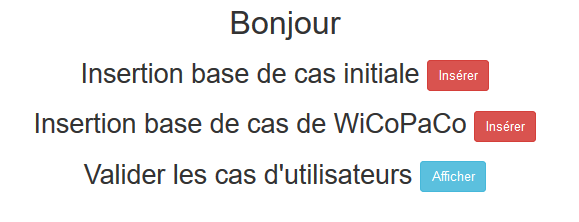 Bonjour
Insertion base de cas initiale Insérer
Insertion base de cas de WiCoPaCo Insérer
Valider les cas d'utilisateurs Afficher